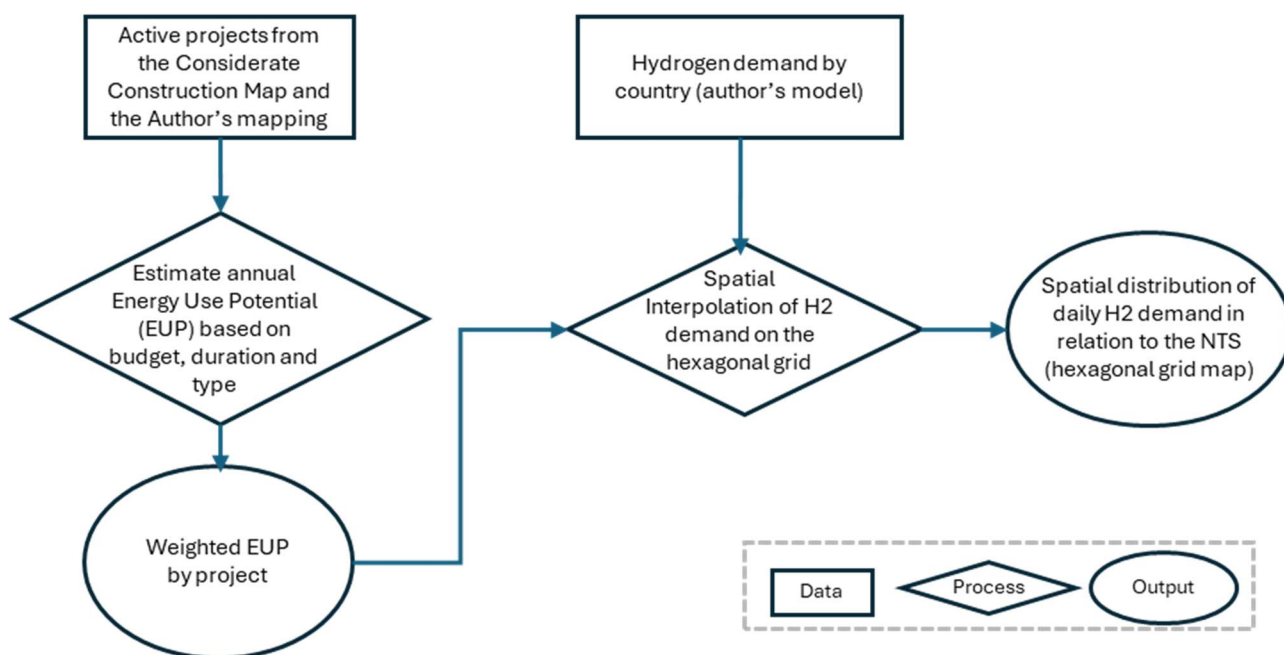 Active projects from
the Considerate
Construction Map and
the Author's mapping
Hydrogen demand by
country (author's model)
Estimate annual
Energy Use Potential
(EUP) based on
budget, duration and
type
Spatial
Interpolation of H2
demand on the
hexagonal grid
Spatial distribution of
daily H2 demand in
relation to the NTS
(hexagonal grid map)
Weighted EUP
by project
Data
Process
Output